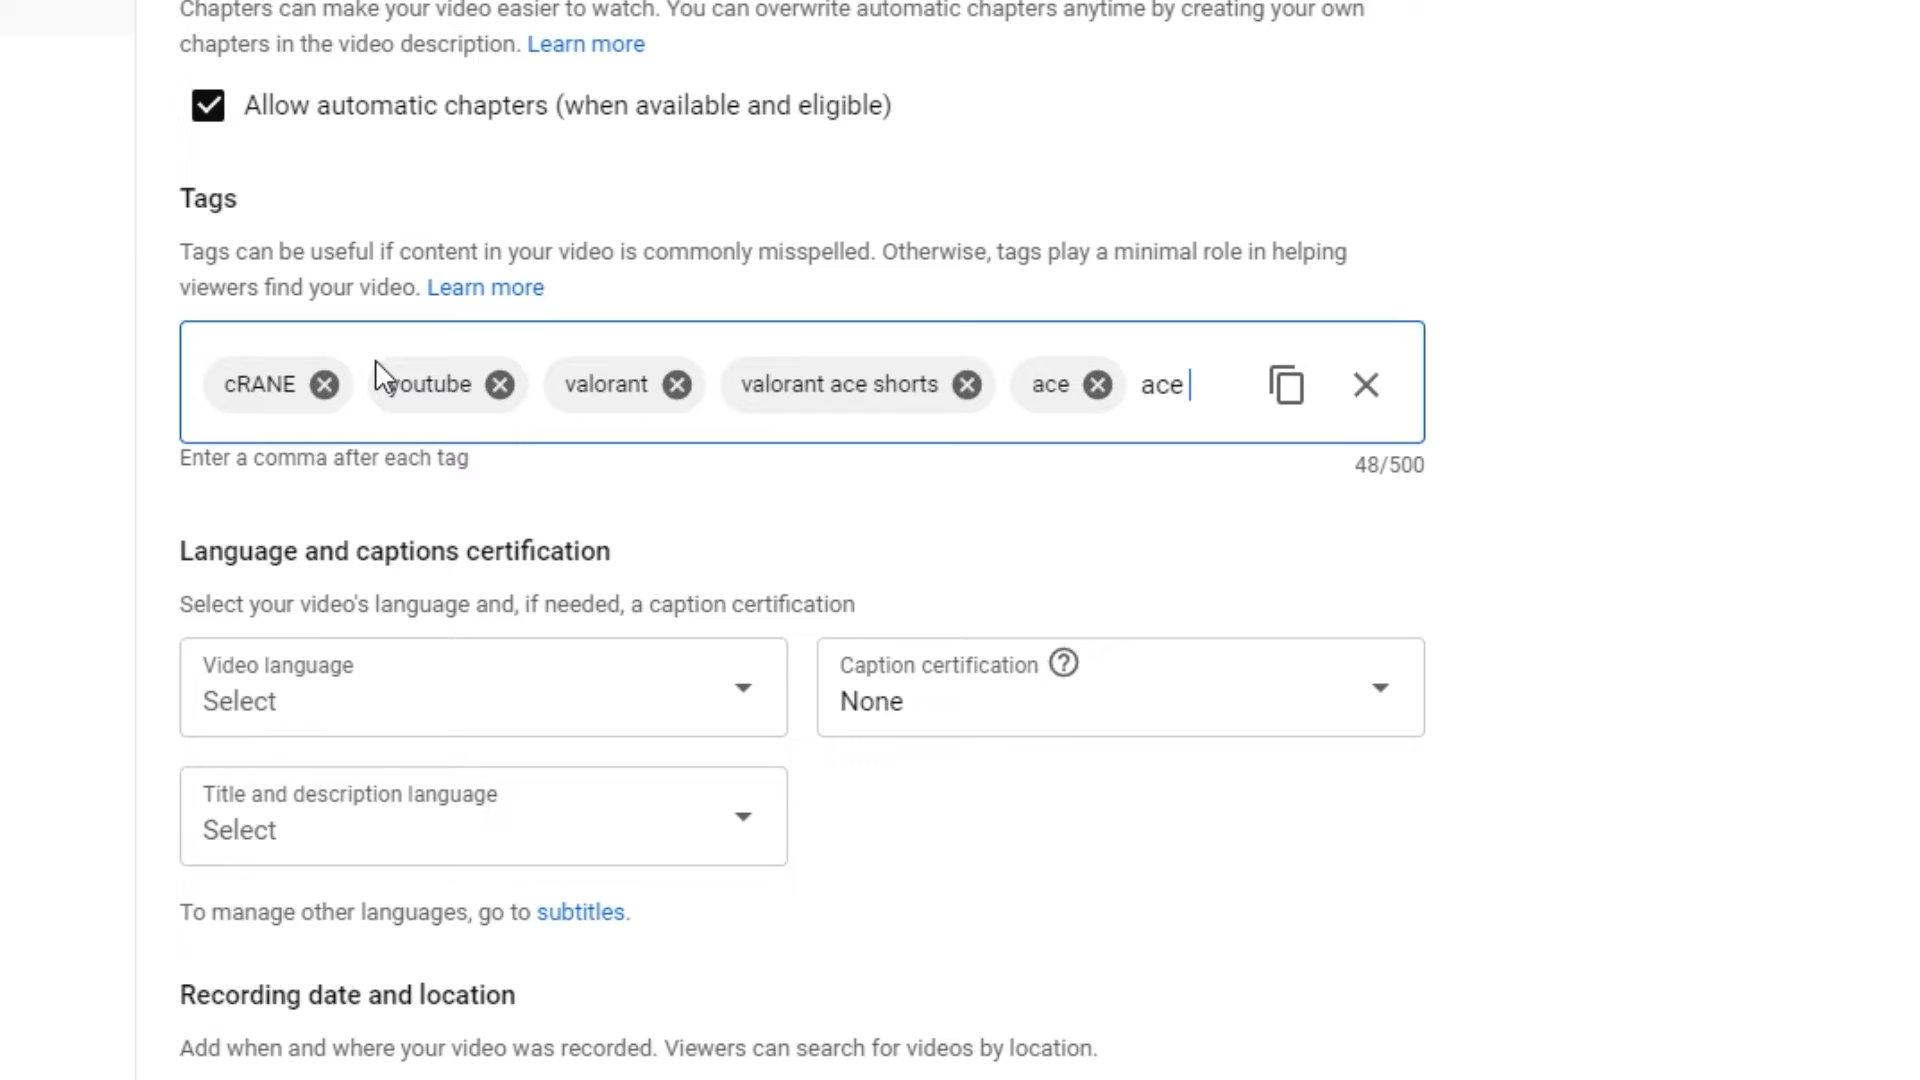 Chapters can make your video easier to watch. You can overwrite automatic chapters anytime by creating your own
chapters in the video description. Learn more
Allow automatic chapters (when available and eligible)
Tags
Tags can be useful if content in your video is commonly misspelled. Otherwise, tags play a minimal role in helping
viewers find your video. Learn more
cRANE youtube valorant valorant ace shorts ace ace
Enter a comma after each tag 48/500
Language and captions certification
Select your video's language and, if needed, a caption certification
Video language Caption certification
Select None
Title and description language
Select
To manage other languages, go to subtitles.
Recording date and location
Add when and where your video was recorded. Viewers can search for videos by location.